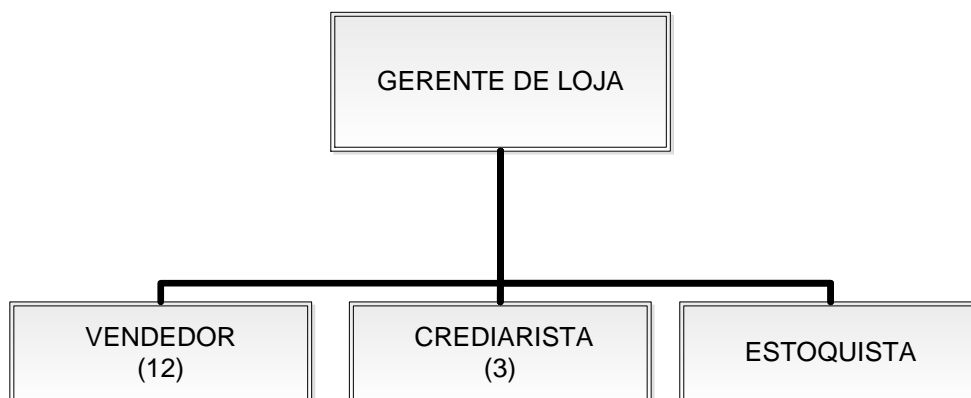 GERENTE DE LOJA
VENDEDOR
(12)
CREDIARISTA
(3)
ESTOQUISTA